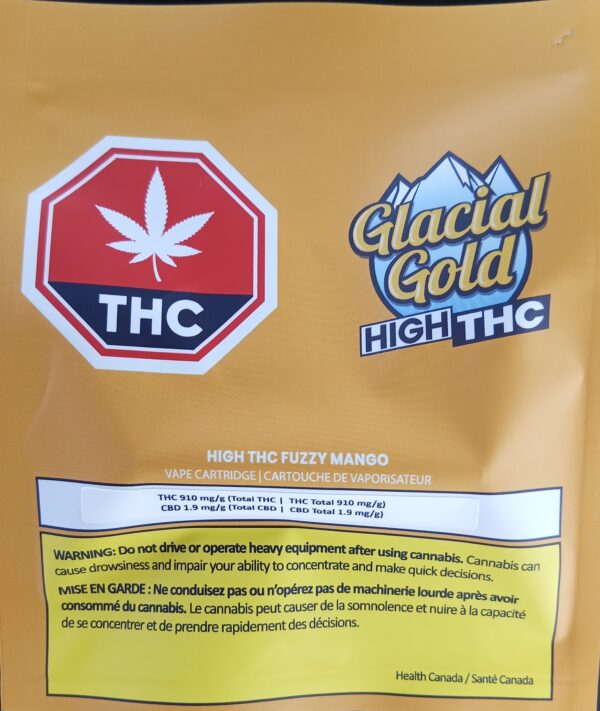 THC
Glacial
Gold
HIGH THC
HIGH THC FUZZY MANGO
VAPE CARTRIDGE | CARTOUCHE DE VAPORISATEUR
THC 910 mg/g (Total THC | THC Total 910 mg/g)
CBD 1.9 mg/g (Total CBD | CBD Total 1.9 mg/g)
WARNING: Do not drive or operate heavy equipment after using cannabis. Cannabis can
cause drowsiness and impair your ability to concentrate and make quick decisions.
MISE EN GARDE : Ne conduisez pas ou n’opérez pas de machinerie lourde après avoir
consommé du cannabis. Le cannabis peut causer de la somnolence et nuire à la capacité
de se concentrer et de prendre rapidement des décisions.
Health Canada / Santé Canada